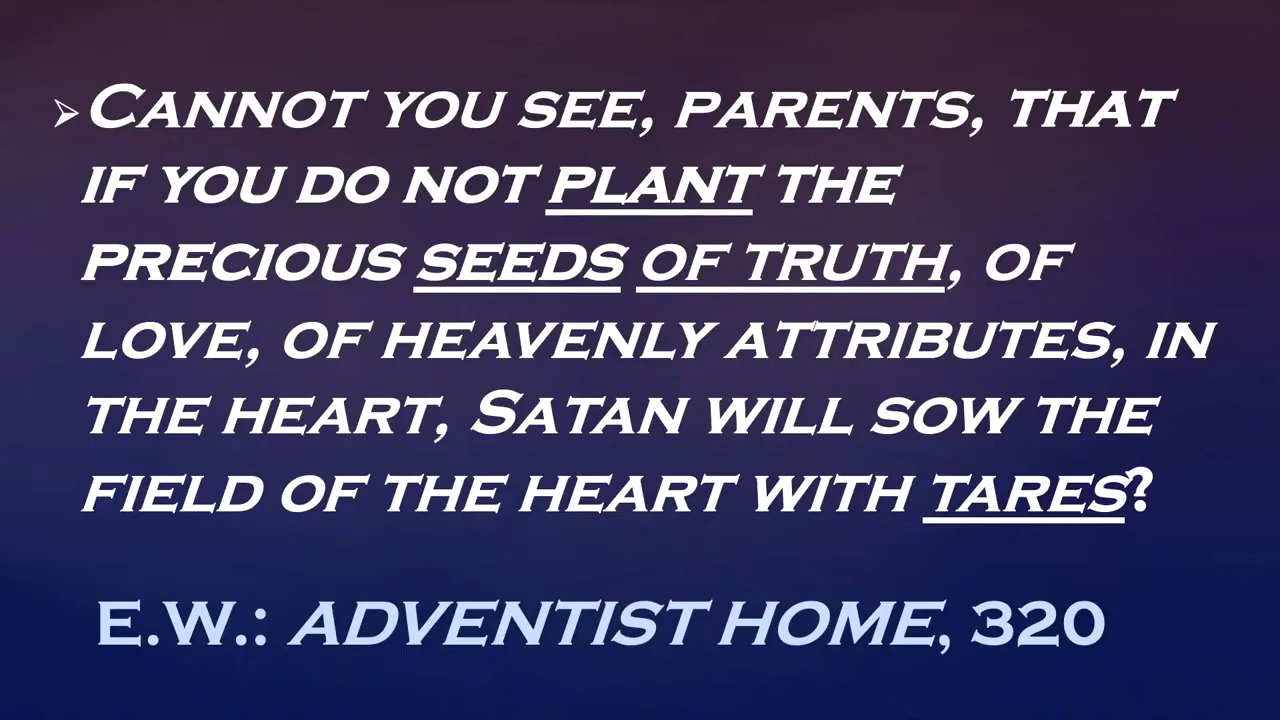 ➢ Cannot you see, parents, that
if you do not plant the
precious seeds of truth, of
love, of heavenly attributes, in
the heart, Satan will sow the
field of the heart with tares?
E.W.: Adventist Home, 320